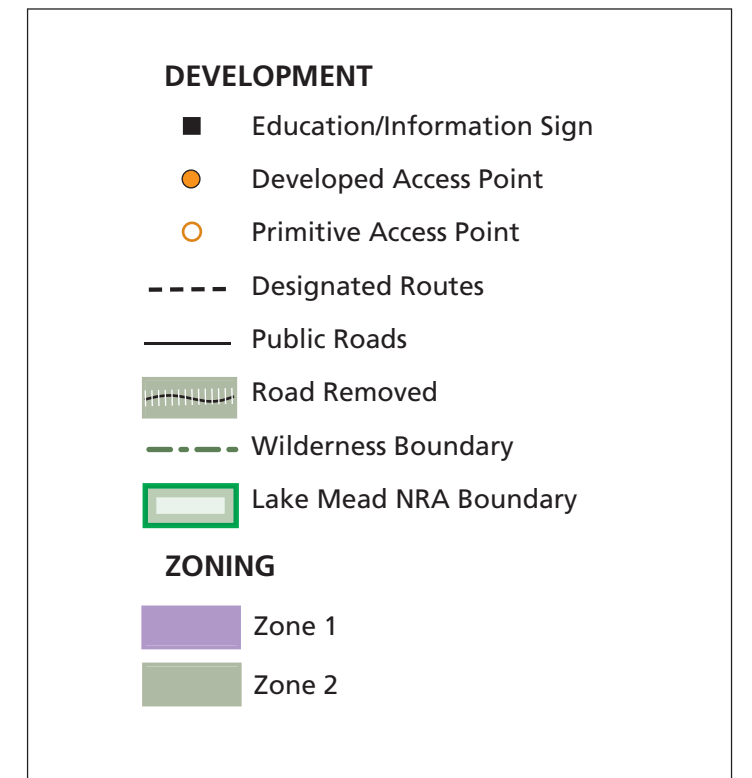 DEVELOPMENT
Education/Information Sign
Developed Access Point
Primitive Access Point
Designated Routes
Public Roads
Road Removed
Wilderness Boundary
Lake Mead NRA Boundary
ZONING
Zone 1
Zone 2